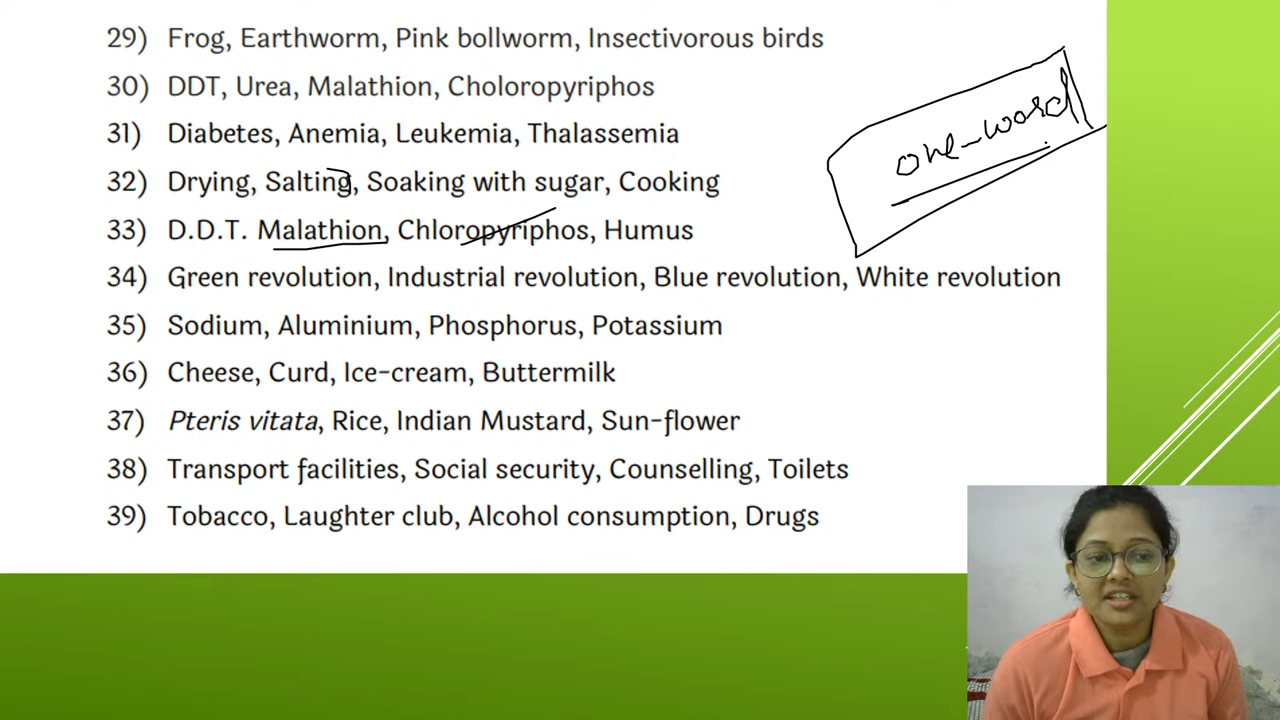 29) Frog, Earthworm, Pink bollworm, Insectivorous birds
30) DDT, Urea, Malathion, Choloropyriphos
31) Diabetes, Anemia, Leukemia, Thalassemia
32) Drying, Salting, Soaking with sugar, Cooking
33) D.D.T. Malathion, Chloropyriphos, Humus
34) Green revolution, Industrial revolution, Blue revolution, White revolution
35) Sodium, Aluminium, Phosphorus, Potassium
36) Cheese, Curd, Ice-cream, Buttermilk
37) Pteris vitata, Rice, Indian Mustard, Sun-flower
38) Transport facilities, Social security, Counselling, Toilets
39) Tobacco, Laughter club, Alcohol consumption, Drugs
one-word